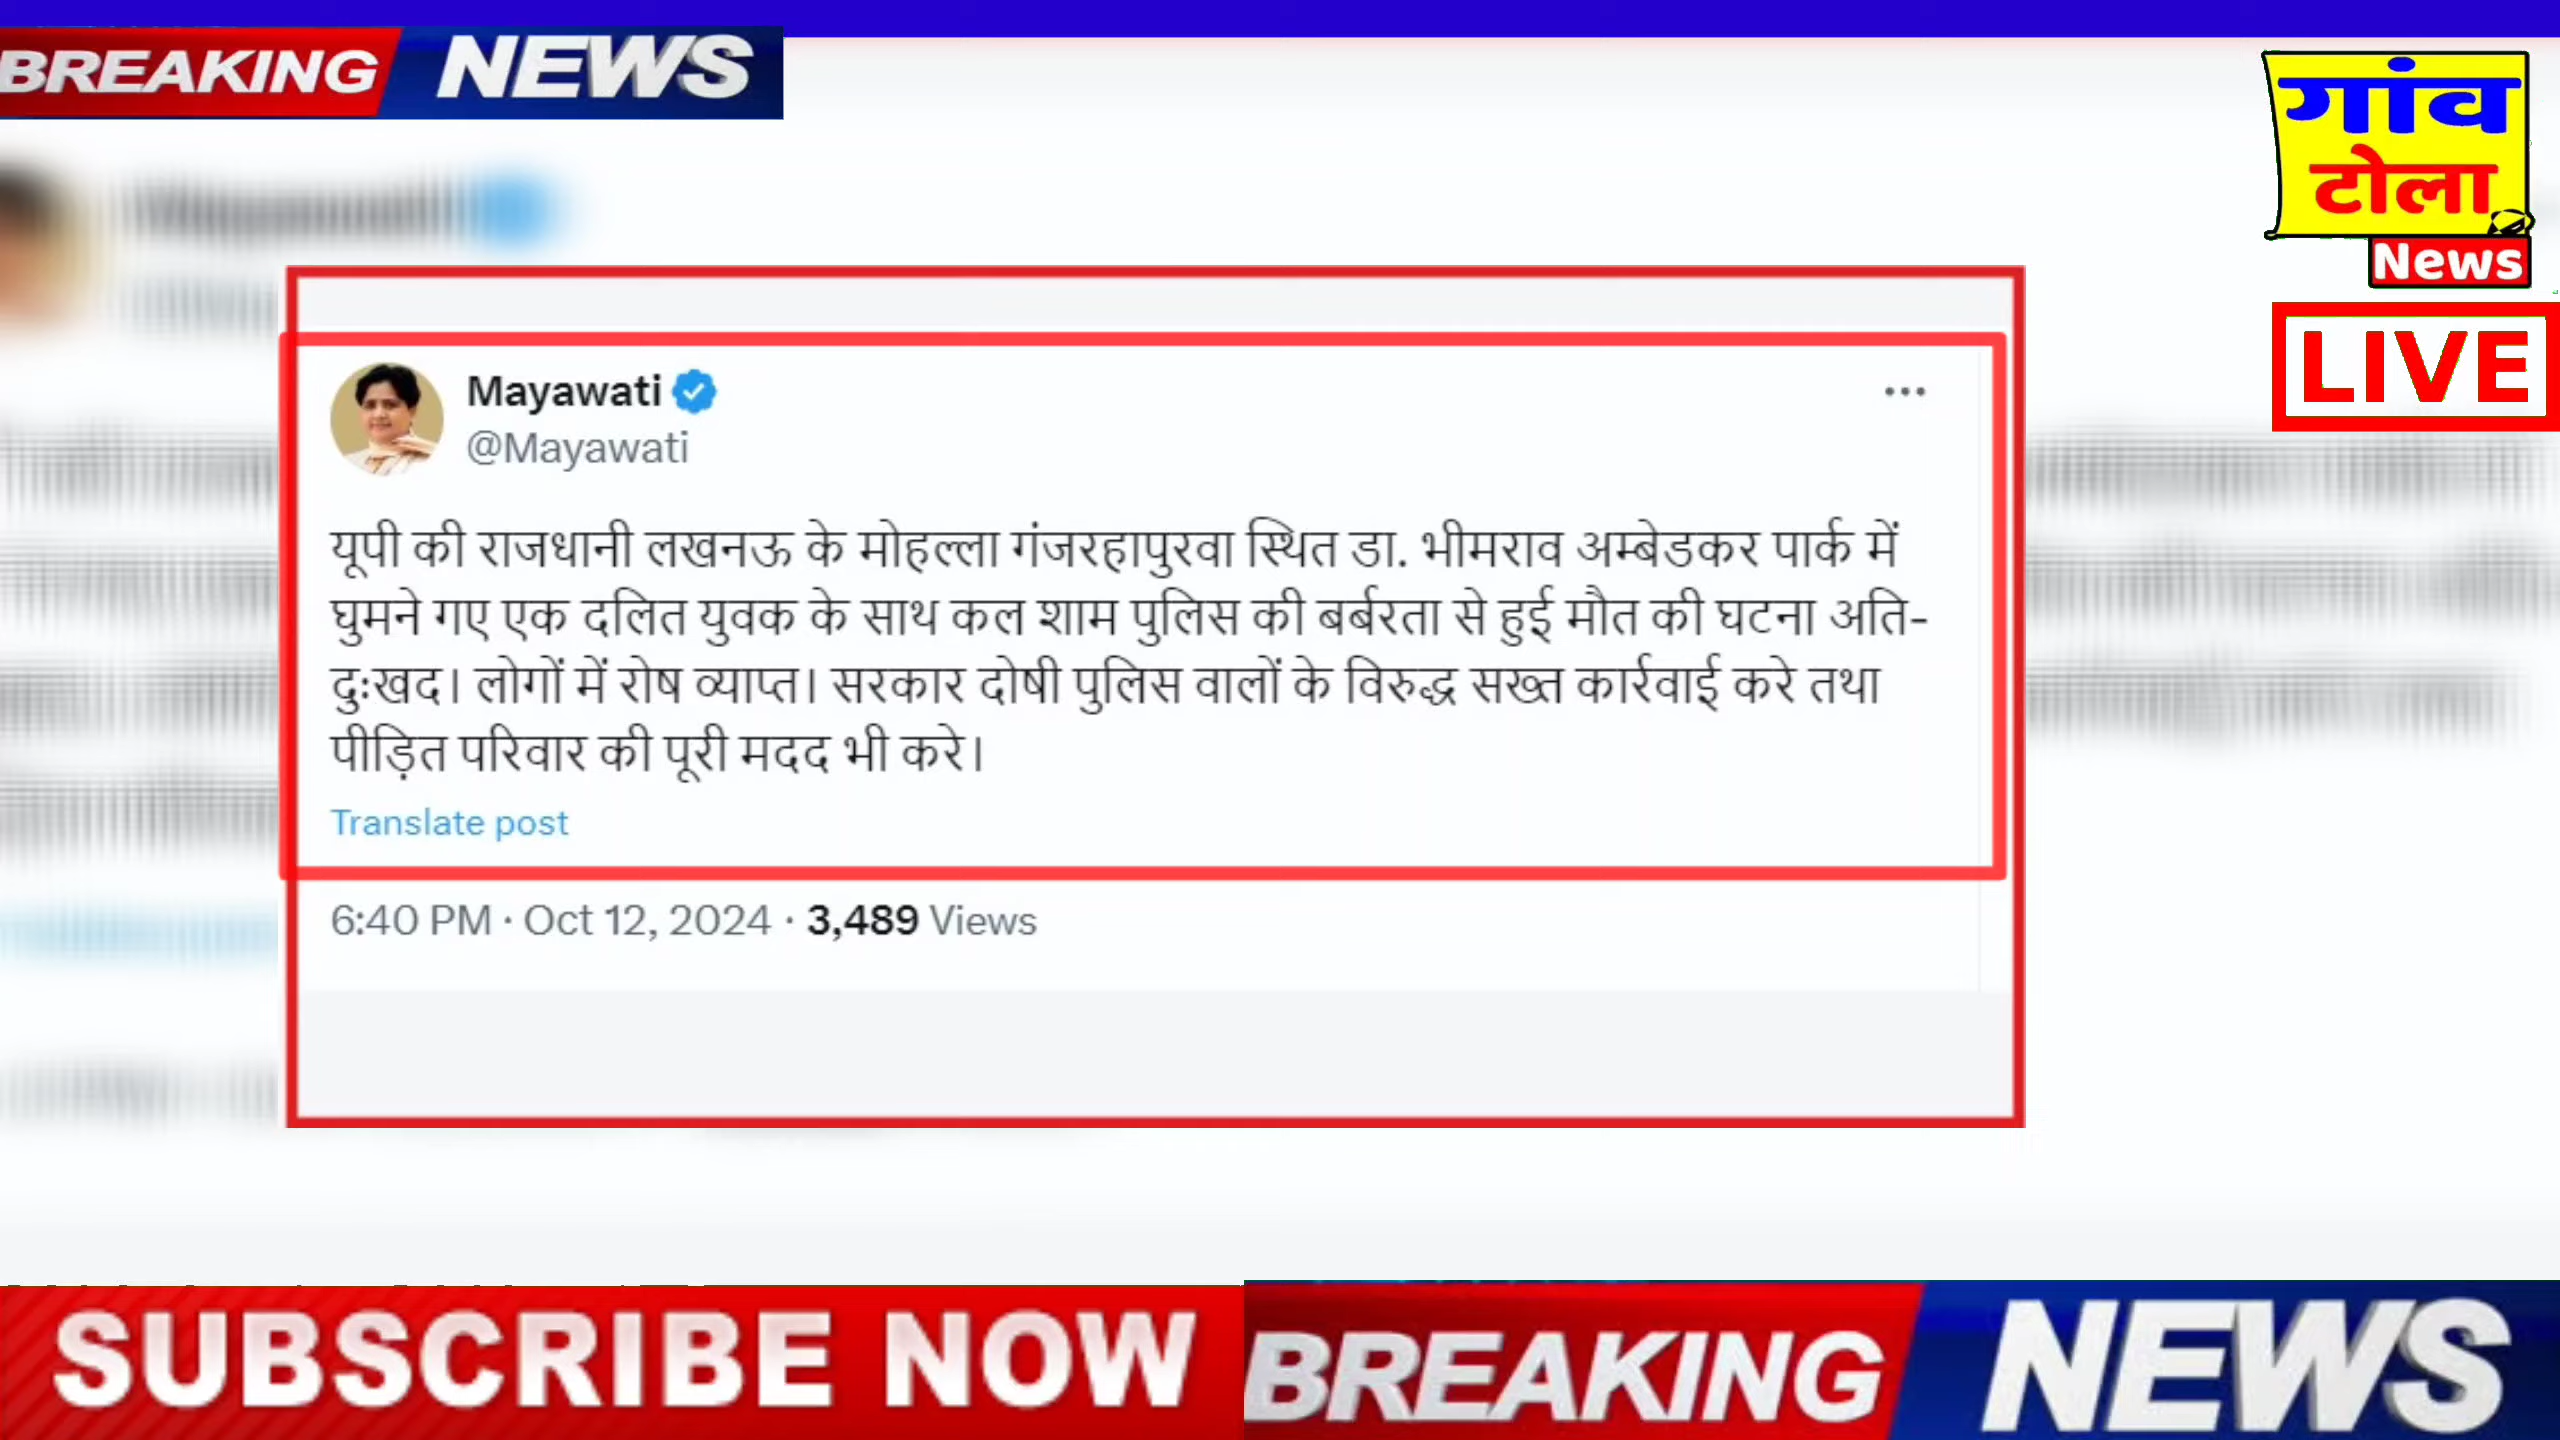 BREAKING NEWS
गांव
टोला
News
LIVE
Mayawati
@Mayawati
यूपी की राजधानी लखनऊ के मोहल्ला गंजरहापुरवा स्थित डा. भीमराव अम्बेडकर पार्क में
घुमने गए एक दलित युवक के साथ कल शाम पुलिस की बर्बरता से हुई मौत की घटना अति-
दुःखद। लोगों में रोष व्याप्त। सरकार दोषी पुलिस वालों के विरुद्ध सख्त कार्रवाई करे तथा
पीड़ित परिवार की पूरी मदद भी करे।
Translate post
6:40 PM · Oct 12, 2024 · 3,489 Views
SUBSCRIBE NOW
BREAKING NEWS